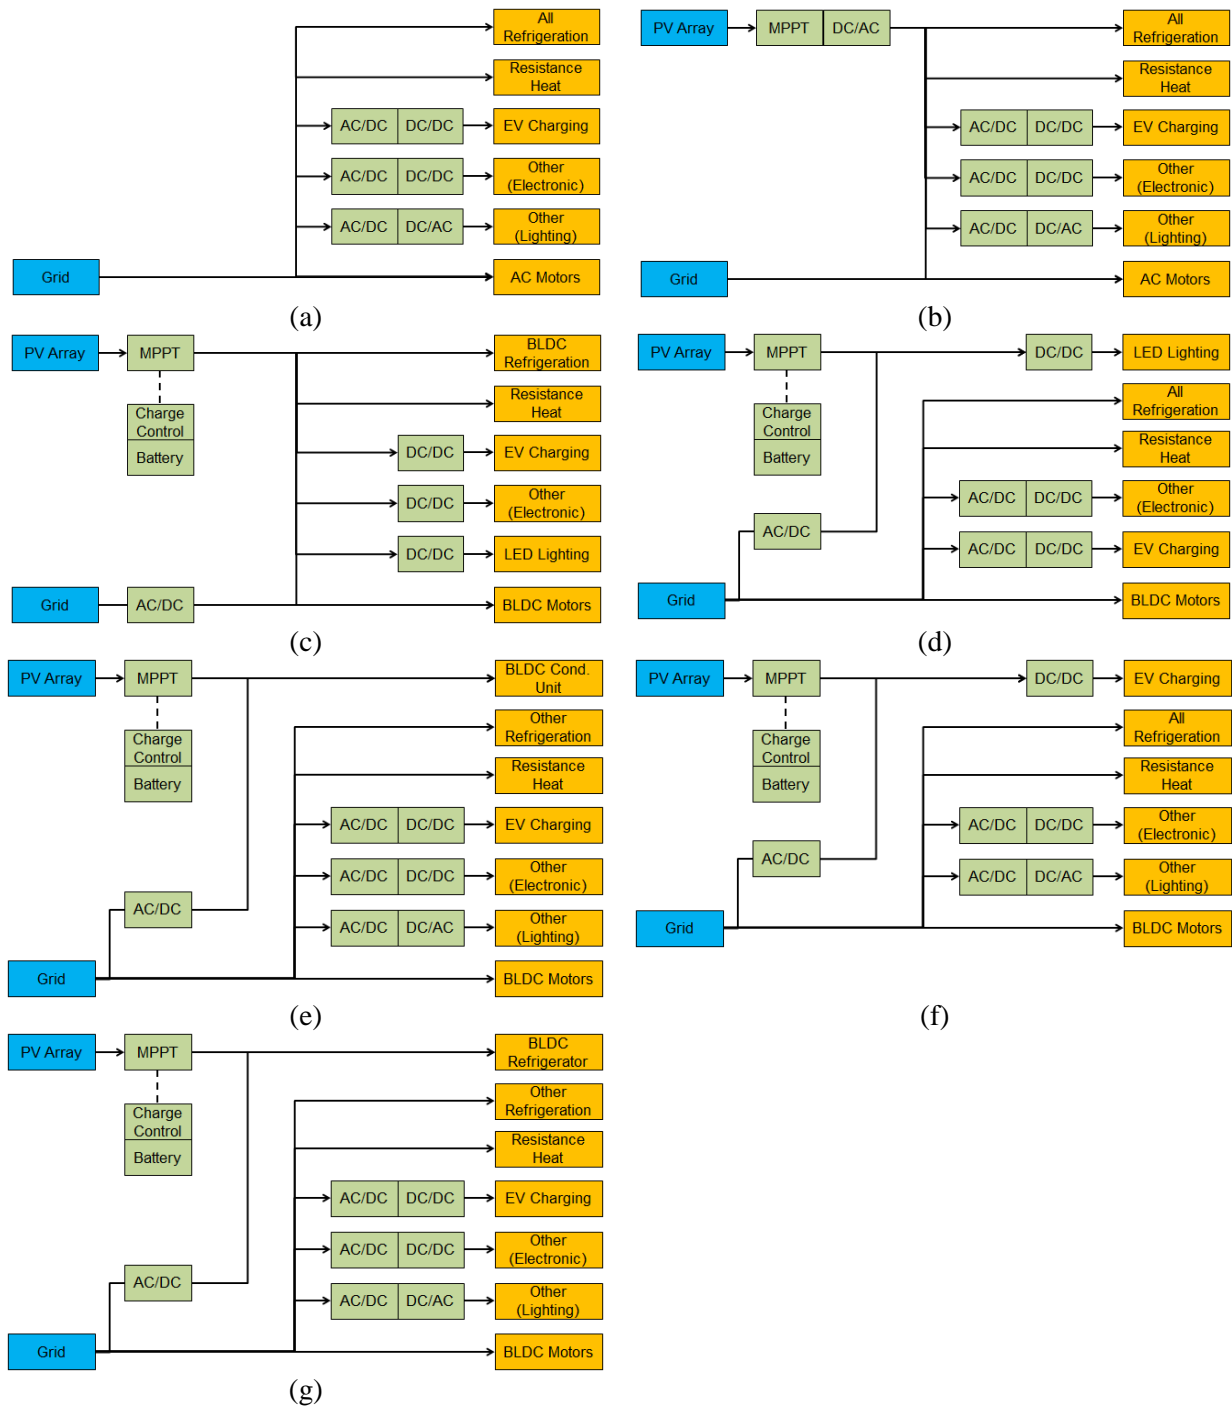 All
Refrigeration
Resistance
Heat
AC/DC
DC/DC
EV Charging
AC/DC
DC/DC
Other
(Electronic)
AC/DC
DC/AC
Other
(Lighting)
Grid
AC Motors
(a)
PV Array
MPPT
DC/AC
All
Refrigeration
Resistance
Heat
AC/DC
DC/DC
EV Charging
AC/DC
DC/DC
Other
(Electronic)
AC/DC
DC/AC
Other
(Lighting)
Grid
AC Motors
(b)
PV Array
MPPT
BLDC
Refrigeration
Charge
Control
Battery
Resistance
Heat
DC/DC
EV Charging
DC/DC
Other
(Electronic)
DC/DC
LED Lighting
Grid
AC/DC
BLDC Motors
(c)
PV Array
MPPT
DC/DC
LED Lighting
Charge
Control
Battery
All
Refrigeration
Resistance
Heat
AC/DC
DC/DC
Other
(Electronic)
AC/DC
AC/DC
DC/DC
EV Charging
Grid
BLDC Motors
(d)
PV Array
MPPT
BLDC Cond.
Unit
Charge
Control
Battery
Other
Refrigeration
Resistance
Heat
AC/DC
DC/DC
EV Charging
AC/DC
DC/DC
Other
(Electronic)
AC/DC
AC/DC
DC/AC
Other
(Lighting)
Grid
BLDC Motors
(e)
PV Array
MPPT
DC/DC
EV Charging
Charge
Control
Battery
All
Refrigeration
Resistance
Heat
AC/DC
DC/DC
Other
(Electronic)
AC/DC
AC/DC
DC/AC
Other
(Lighting)
Grid
BLDC Motors
(f)
PV Array
MPPT
BLDC
Refrigerator
Charge
Control
Battery
Other
Refrigeration
Resistance
Heat
AC/DC
DC/DC
EV Charging
AC/DC
DC/DC
Other
(Electronic)
AC/DC
AC/DC
DC/AC
Other
(Lighting)
Grid
BLDC Motors
(g)